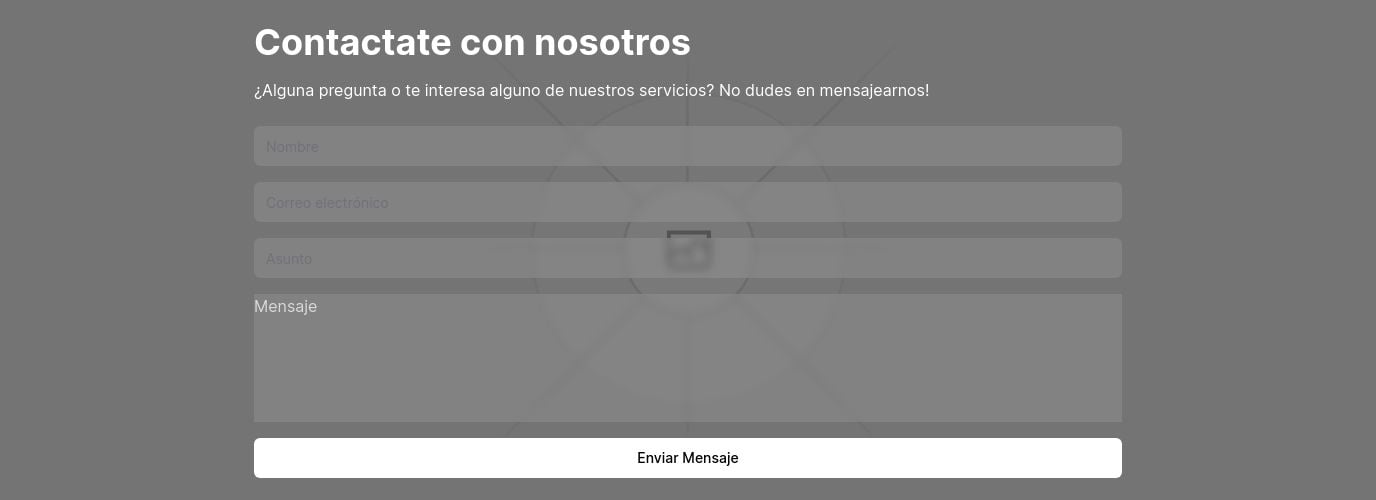 Contactate con nosotros
¿Alguna pregunta o te interesa alguno de nuestros servicios? No dudes en mensajearnos!
Nombre
Correo electrónico
Asunto
Mensaje
Enviar Mensaje